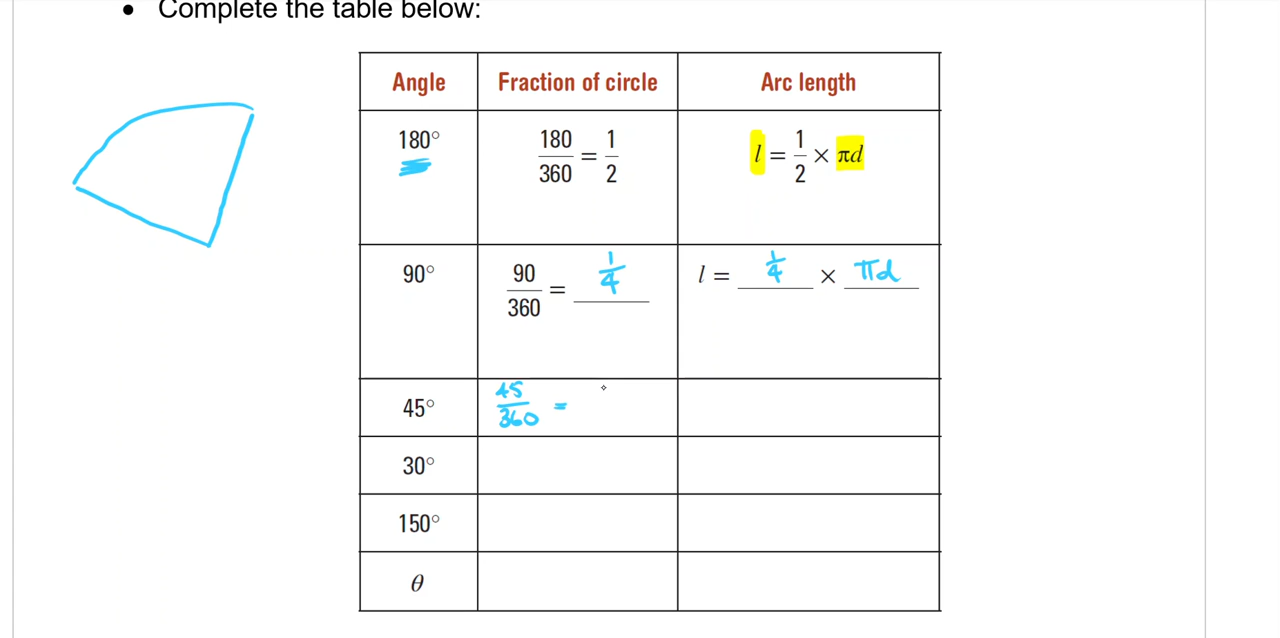 • Complete the table below:
Angle Fraction of circle Arc length
180° 180/360 = 1/2 l = 1/2 × πd
90° 90/360 = 1/4 l = 1/4 × πd
45° 45/360 =
30°
150°
θ